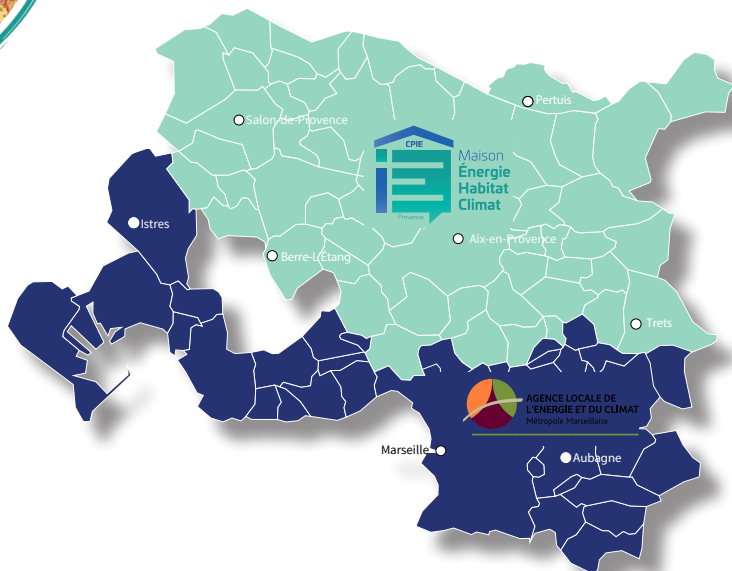 Pertuis
Salon-de-Provence
CPIE
Maison
Énergie
Habitat
Climat
Provence
Istres
Aix-en-Provence
Berre-L'Etang
Trets
AGENCE LOCALE DE
L'ENERGIE ET DU CLIMAT
Métropole Marseillaise
Marseille
Aubagne